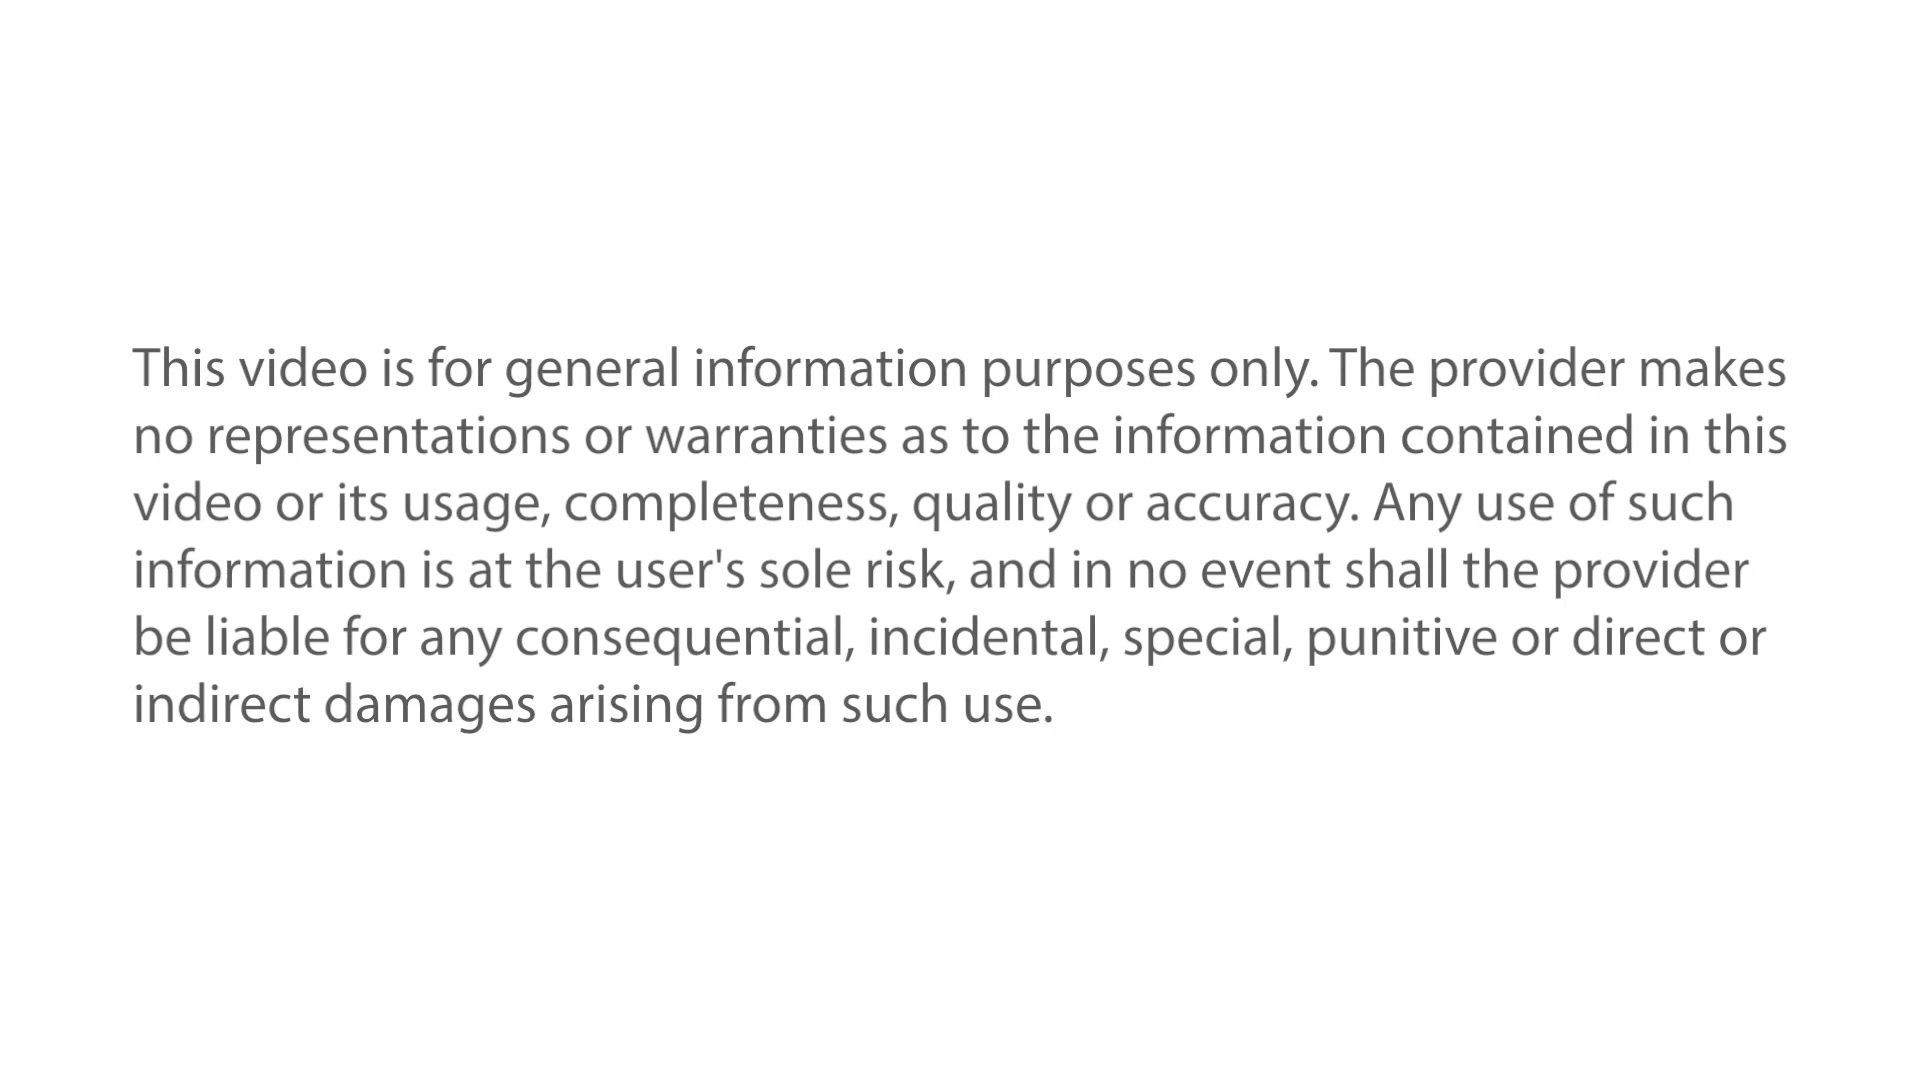 This video is for general information purposes only. The provider makes
no representations or warranties as to the information contained in this
video or its usage, completeness, quality or accuracy. Any use of such
information is at the user's sole risk, and in no event shall the provider
be liable for any consequential, incidental, special, punitive or direct or
indirect damages arising from such use.